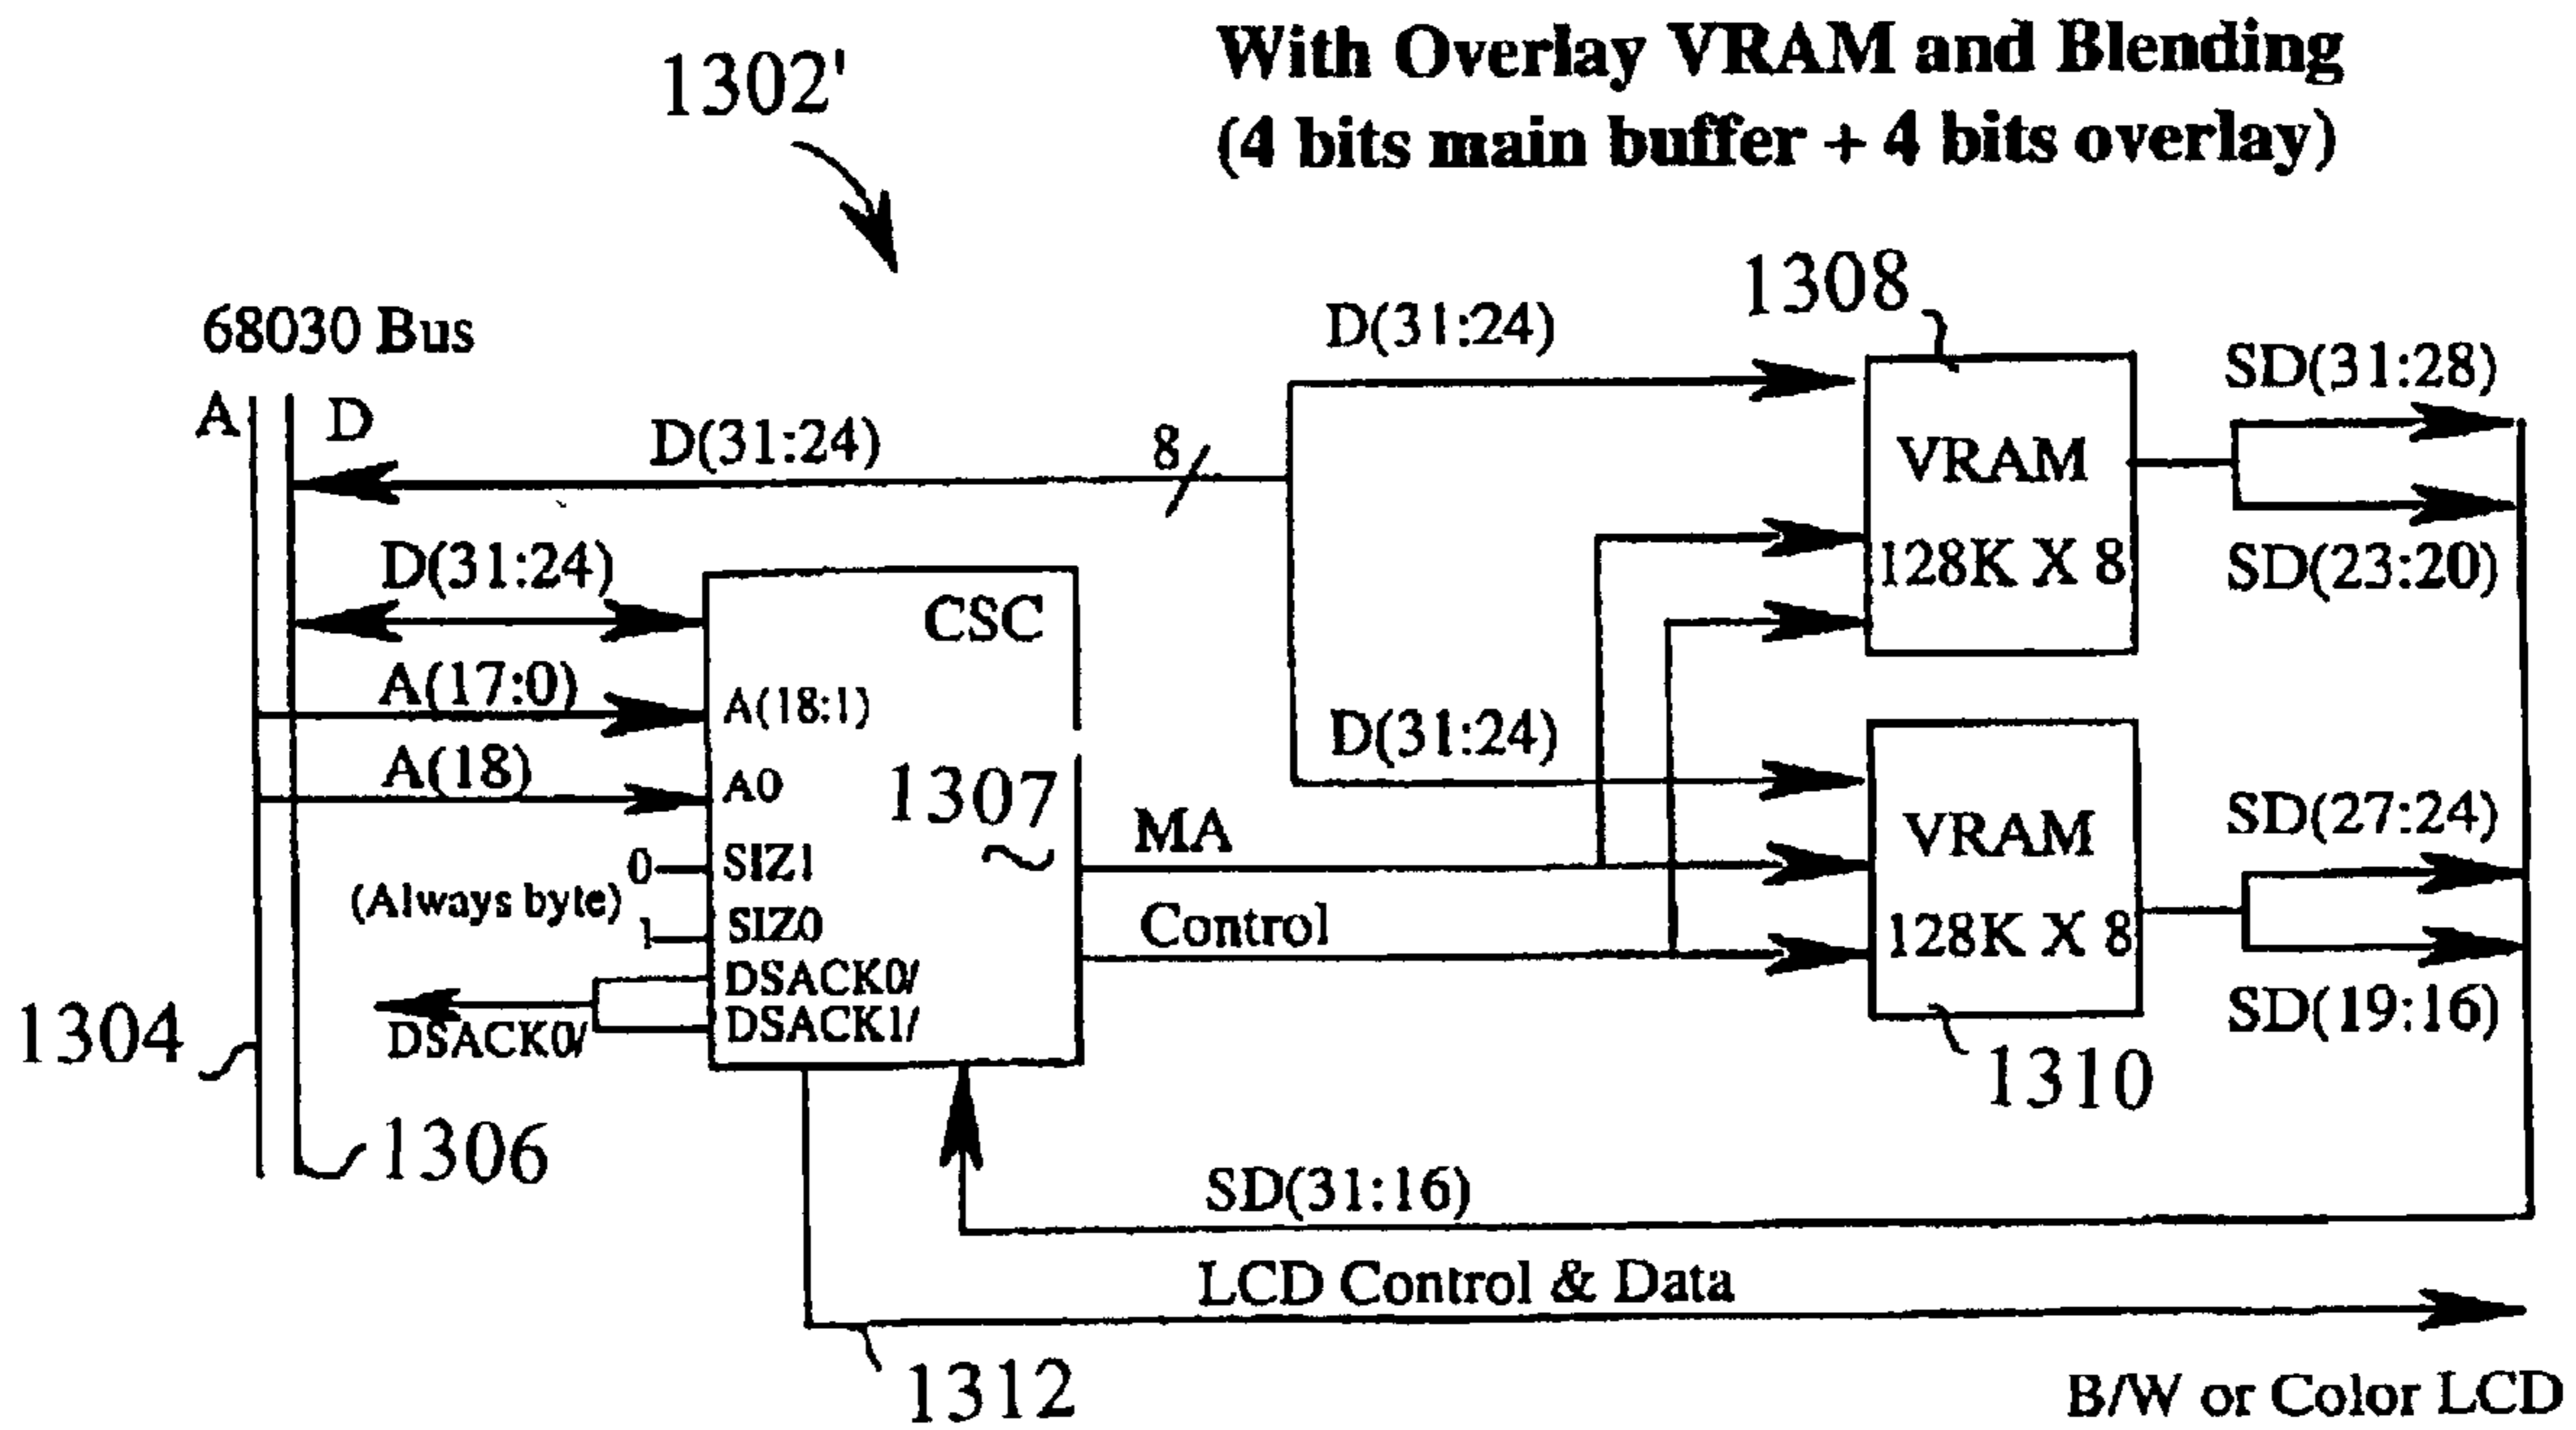 With Overlay VRAM and Blending
(4 bits main buffer + 4 bits overlay)
1302'
68030 Bus
A
D
D(31:24)
8
D(31:24)
1308
VRAM
128K X 8
SD(31:28)
SD(23:20)
D(31:24)
CSC
A(17:0)
A(18:1)
A(18)
A0
1307
0
SIZ1
(Always byte)
1
SIZ0
DSACK0/
DSACK0/
DSACK1/
D(31:24)
MA
Control
VRAM
128K X 8
SD(27:24)
SD(19:16)
1310
1304
1306
SD(31:16)
LCD Control & Data
1312
B/W or Color LCD